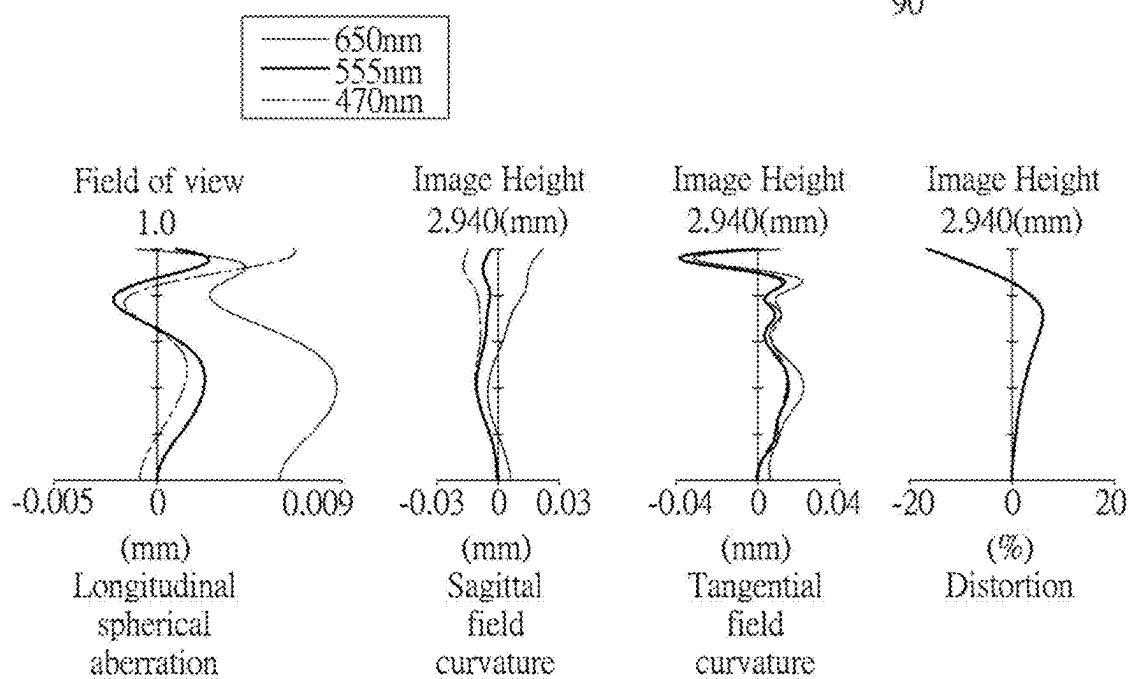 90
650nm
555nm
470nm
Field of view
1.0
Image Height
2.940(mm)
Image Height
2.940(mm)
Image Height
2.940(mm)
-0.005 0 0.009
(mm)
Longitudinal
spherical
aberration
-0.03 0 0.03
(mm)
Sagittal
field
curvature
-0.04 0 0.04
(mm)
Tangential
field
curvature
-20 0 20
(%)
Distortion